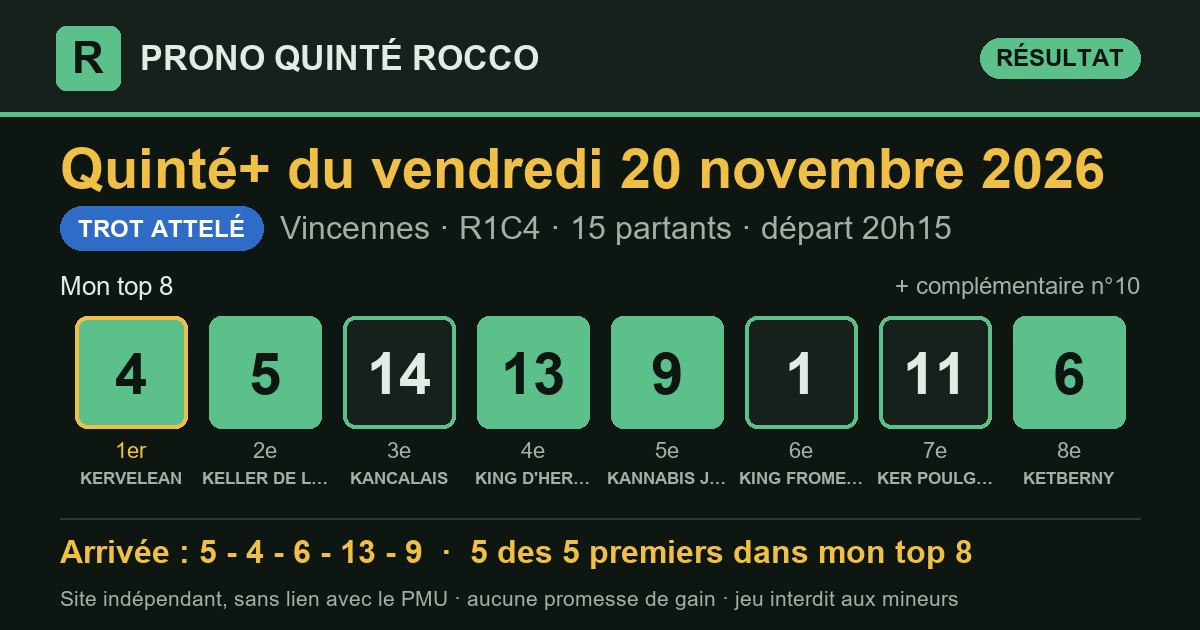 R PRONO QUINTÉ ROCCO RÉSULTAT
Quinté+ du vendredi 20 novembre 2026
TROT ATTELÉ Vincennes · R1C4 · 15 partants · départ 20h15
Mon top 8 + complémentaire n°10
4 5 14 13 9 1 11 6
1er 2e 3e 4e 5e 6e 7e 8e
KERVELEAN KELLER DE L... KANCALAIS KING D'HER... KANNABIS J... KING FROME... KER POULG... KETBERNY
Arrivée : 5 - 4 - 6 - 13 - 9 · 5 des 5 premiers dans mon top 8
Site indépendant, sans lien avec le PMU · aucune promesse de gain · jeu interdit aux mineurs